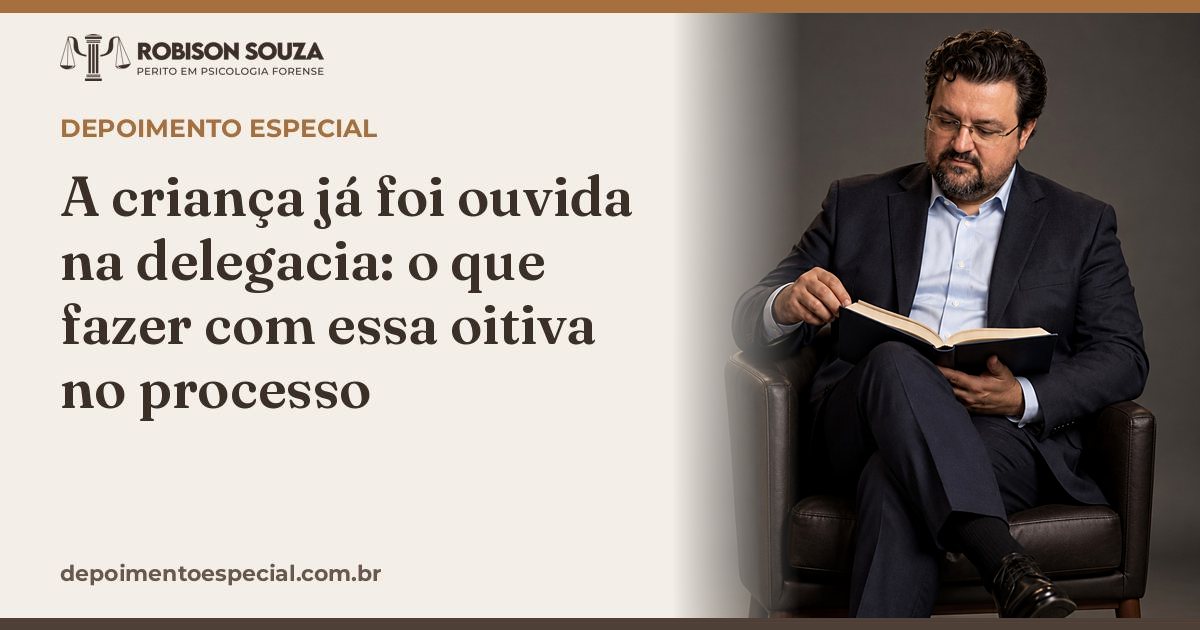 ROBISON SOUZA
PERITO EM PSICOLOGIA FORENSE
DEPOIMENTO ESPECIAL
A criança já foi ouvida
na delegacia: o que
fazer com essa oitiva
no processo
depoimentoespecial.com.br